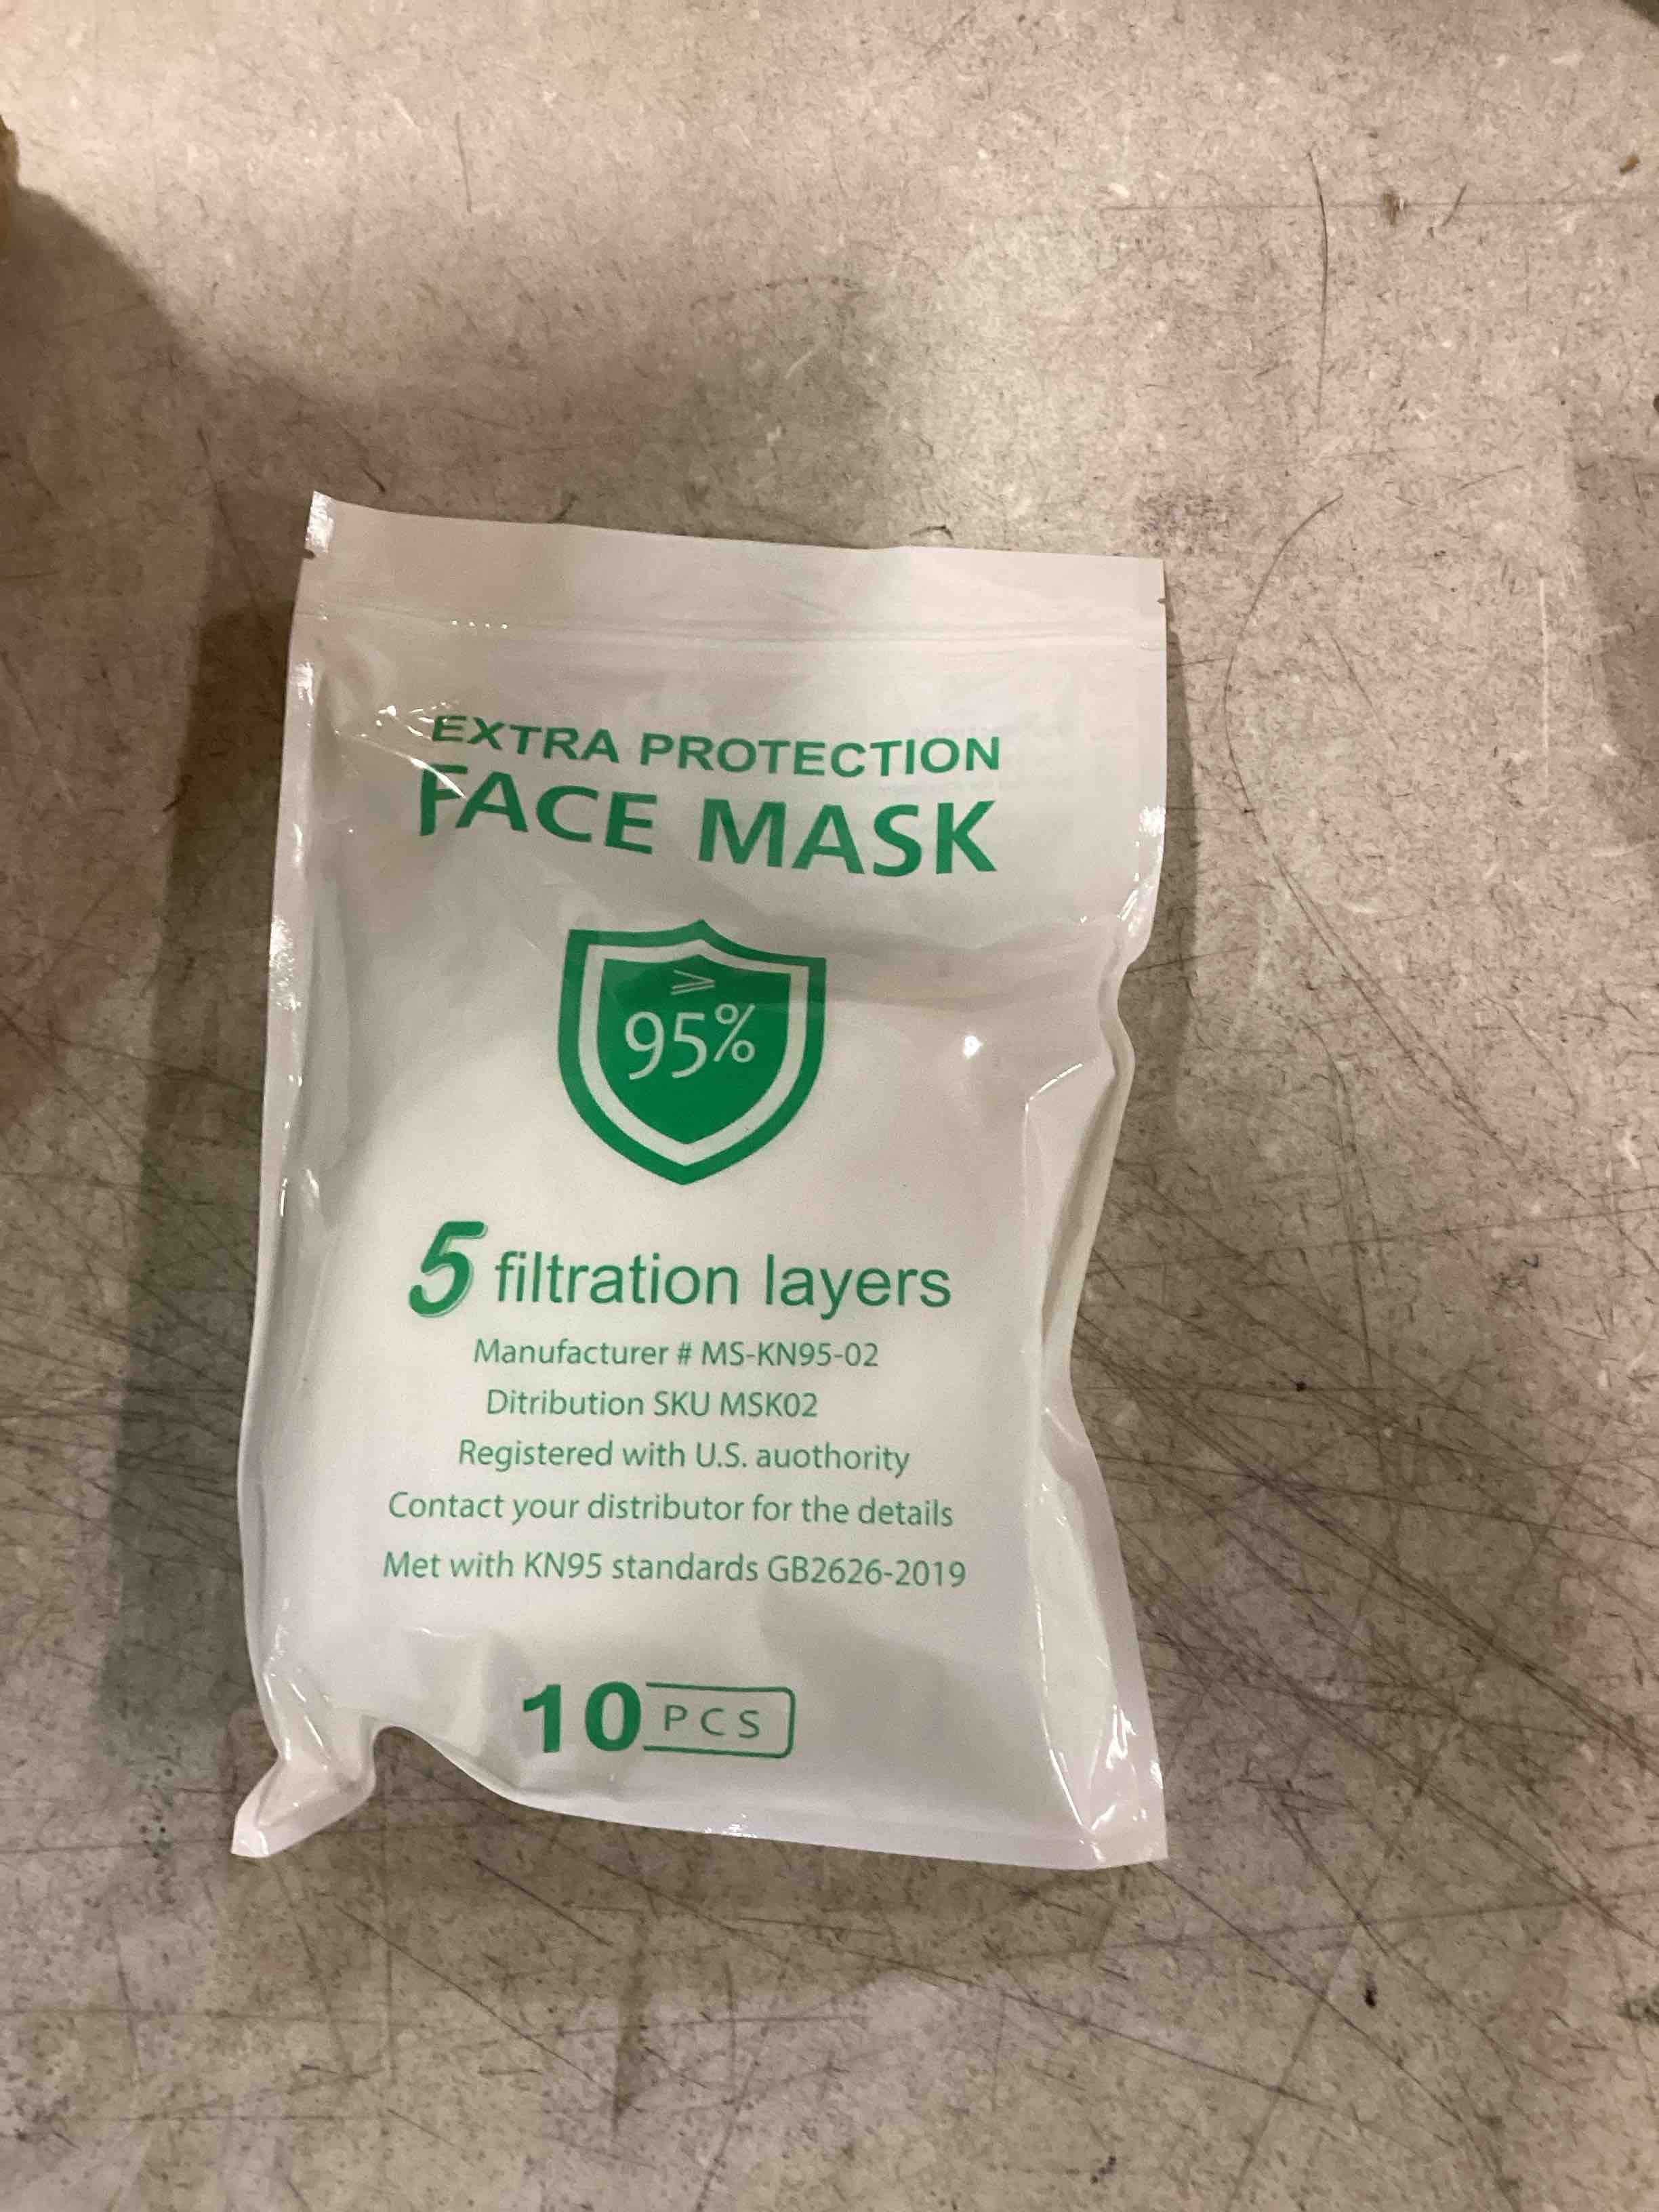 EXTRA PROTECTION
FACE MASK
≥
95%
5 filtration layers
Manufacturer # MS-KN95-02
Ditribution SKU MSK02
Registered with U.S. auothority
Contact your distributor for the details
Met with KN95 standards GB2626-2019
10 PCS